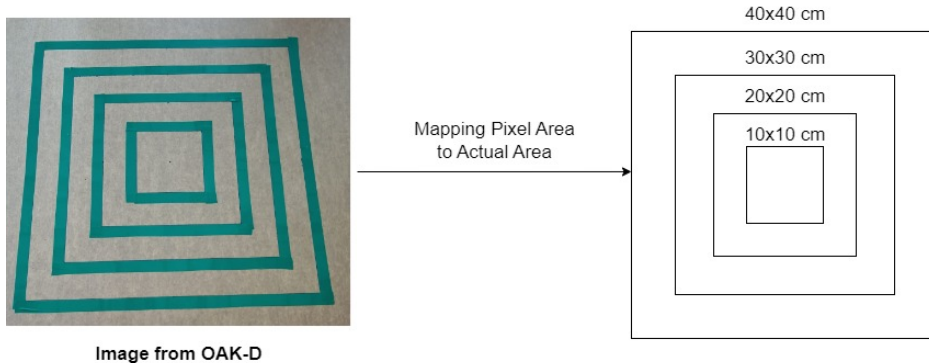 40x40 cm
30x30 cm
20x20 cm
10x10 cm
Mapping Pixel Area
to Actual Area
Image from OAK-D